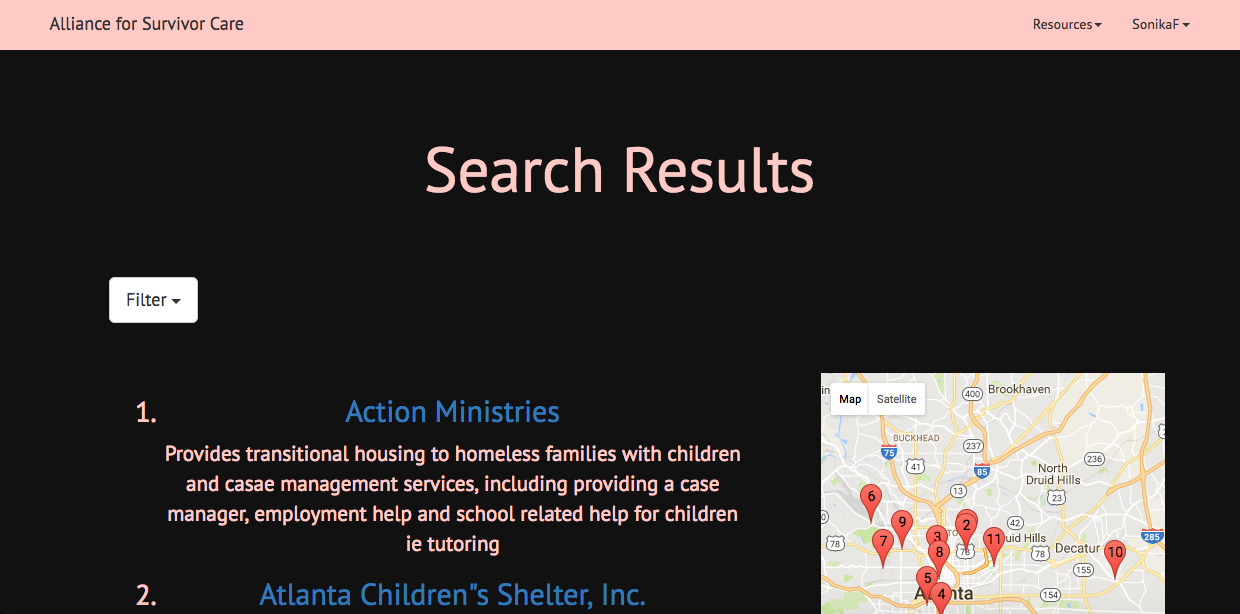 Alliance for Survivor Care
Resources
SonikaF
Search Results
Filter
1.
Action Ministries
Provides transitional housing to homeless families with children
and casae management services, including providing a case
manager, employment help and school related help for children
ie tutoring
2.
Atlanta Children"s Shelter, Inc.
Map
Satellite
400
Brookhaven
BUCKHEAD
75
41
237
85
236
North
Druid Hills
23
13
6
9
2
42
7
3
8
78
11
uid Hills
78
Decatur
10
285
78
155
5
4
154